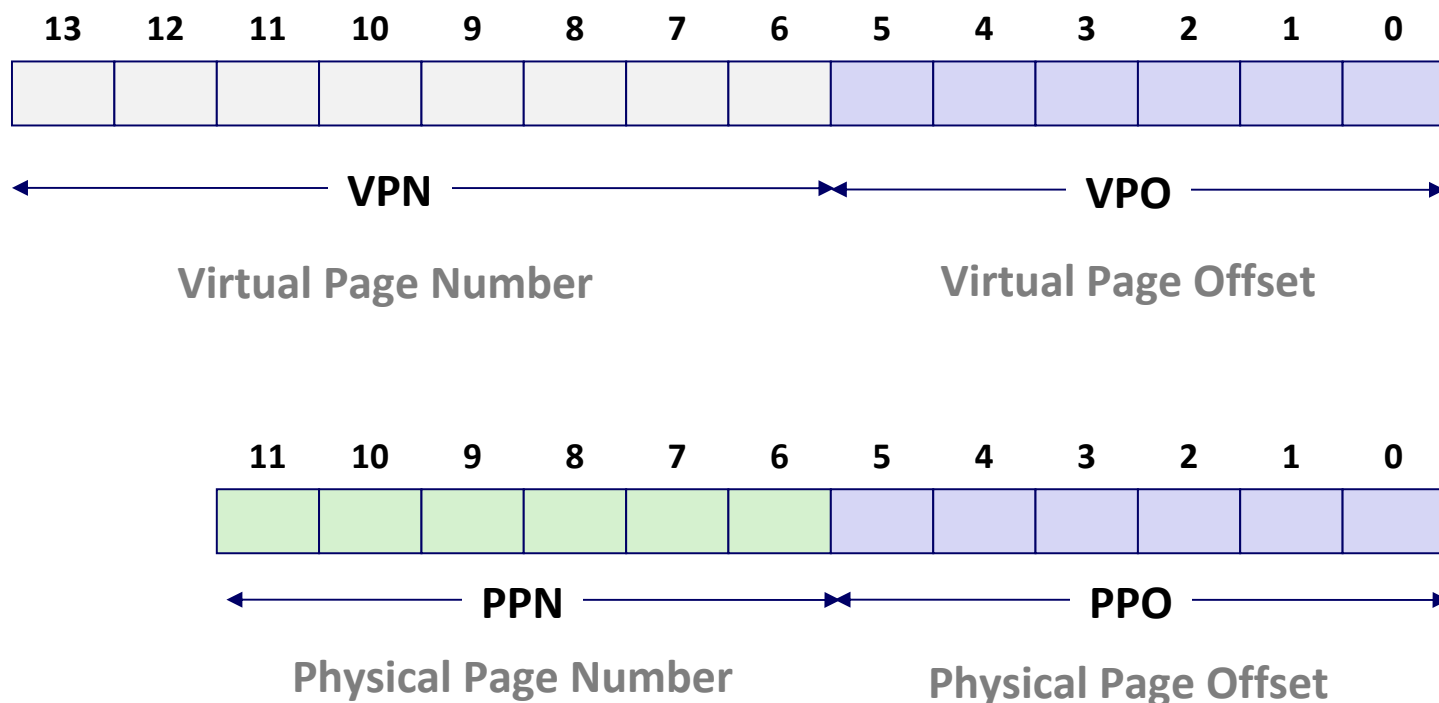 13 12 11 10 9 8 7 6 5 4 3 2 1 0
VPN VPO
Virtual Page Number Virtual Page Offset
11 10 9 8 7 6 5 4 3 2 1 0
PPN PPO
Physical Page Number Physical Page Offset